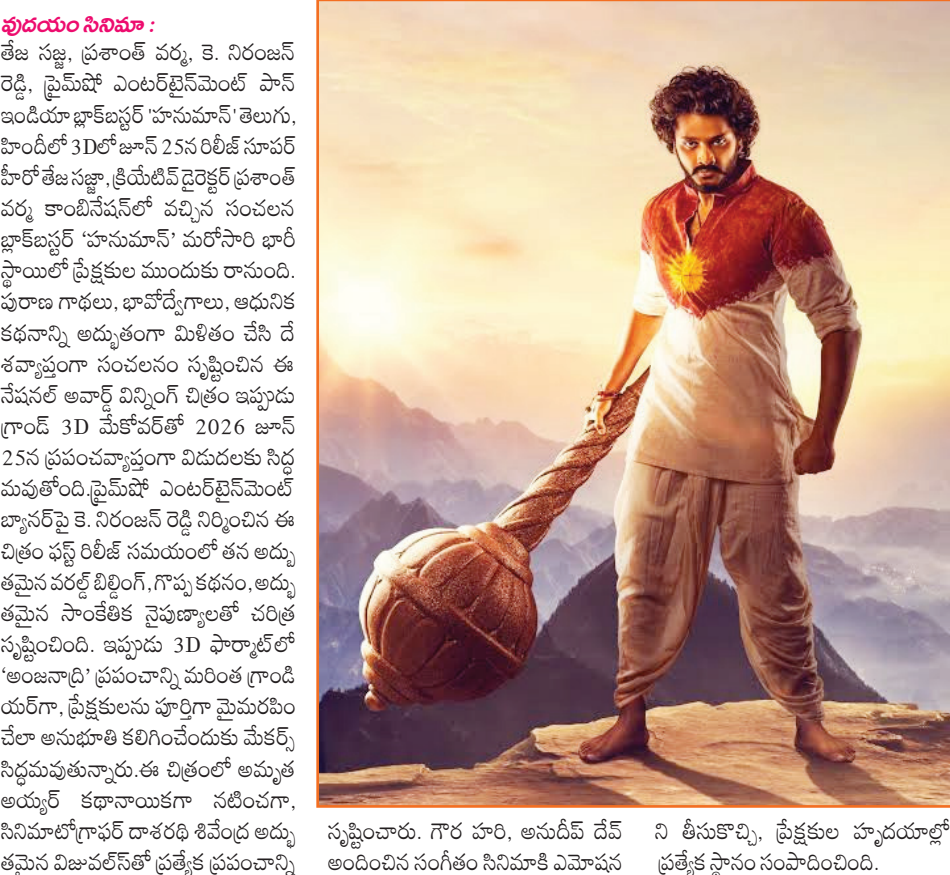 వుదయం సినిమా :
తేజ సజ్జ, ప్రశాంత్ వర్మ, కె. నిరంజన్
రెడ్డి, ప్రైమ్‌షో ఎంటర్‌టైన్‌మెంట్ పాన్
ఇండియా బ్లాక్‌బస్టర్ 'హనుమాన్' తెలుగు,
హిందీలో 3Dలో జూన్ 25న రిలీజ్ సూపర్
హీరో తేజ సజ్జా, క్రియేటివ్ డైరెక్టర్ ప్రశాంత్
వర్మ కాంబినేషన్‌లో వచ్చిన సంచలన
బ్లాక్‌బస్టర్ ‘హనుమాన్’ మరోసారి భారీ
స్థాయిలో ప్రేక్షకుల ముందుకు రానుంది.
పురాణ గాథలు, భావోద్వేగాలు, ఆధునిక
కథనాన్ని అద్భుతంగా మిళితం చేసి దే
శవ్యాప్తంగా సంచలనం సృష్టించిన ఈ
నేషనల్ అవార్డ్ విన్నింగ్ చిత్రం ఇప్పుడు
గ్రాండ్ 3D మేకోవర్‌తో 2026 జూన్
25న ప్రపంచవ్యాప్తంగా విడుదలకు సిద్ధ
మవుతోంది.ప్రైమ్‌షో ఎంటర్‌టైన్‌మెంట్
బ్యానర్‌పై కె. నిరంజన్ రెడ్డి నిర్మించిన ఈ
చిత్రం ఫస్ట్ రిలీజ్ సమయంలో తన అద్భు
తమైన వరల్డ్ బిల్డింగ్, గొప్ప కథనం, అద్భు
తమైన సాంకేతిక నైపుణ్యాలతో చరిత్ర
సృష్టించింది. ఇప్పుడు 3D ఫార్మాట్‌లో
‘అంజనాద్రి’ ప్రపంచాన్ని మరింత గ్రాండి
యర్‌గా, ప్రేక్షకులను పూర్తిగా మైమరపిం
చేలా అనుభూతి కలిగించేందుకు మేకర్స్
సిద్ధమవుతున్నారు.ఈ చిత్రంలో అమృత
అయ్యర్ కథానాయికగా నటించగా,
సినిమాటోగ్రాఫర్ దాశరథి శివేంద్ర అద్భు
తమైన విజువల్స్‌తో ప్రత్యేక ప్రపంచాన్ని
సృష్టించారు. గౌర హరి, అనుదీప్ దేవ్
అందించిన సంగీతం సినిమాకి ఎమోషన
ని తీసుకొచ్చి, ప్రేక్షకుల హృదయాల్లో
ప్రత్యేక స్థానం సంపాదించింది.